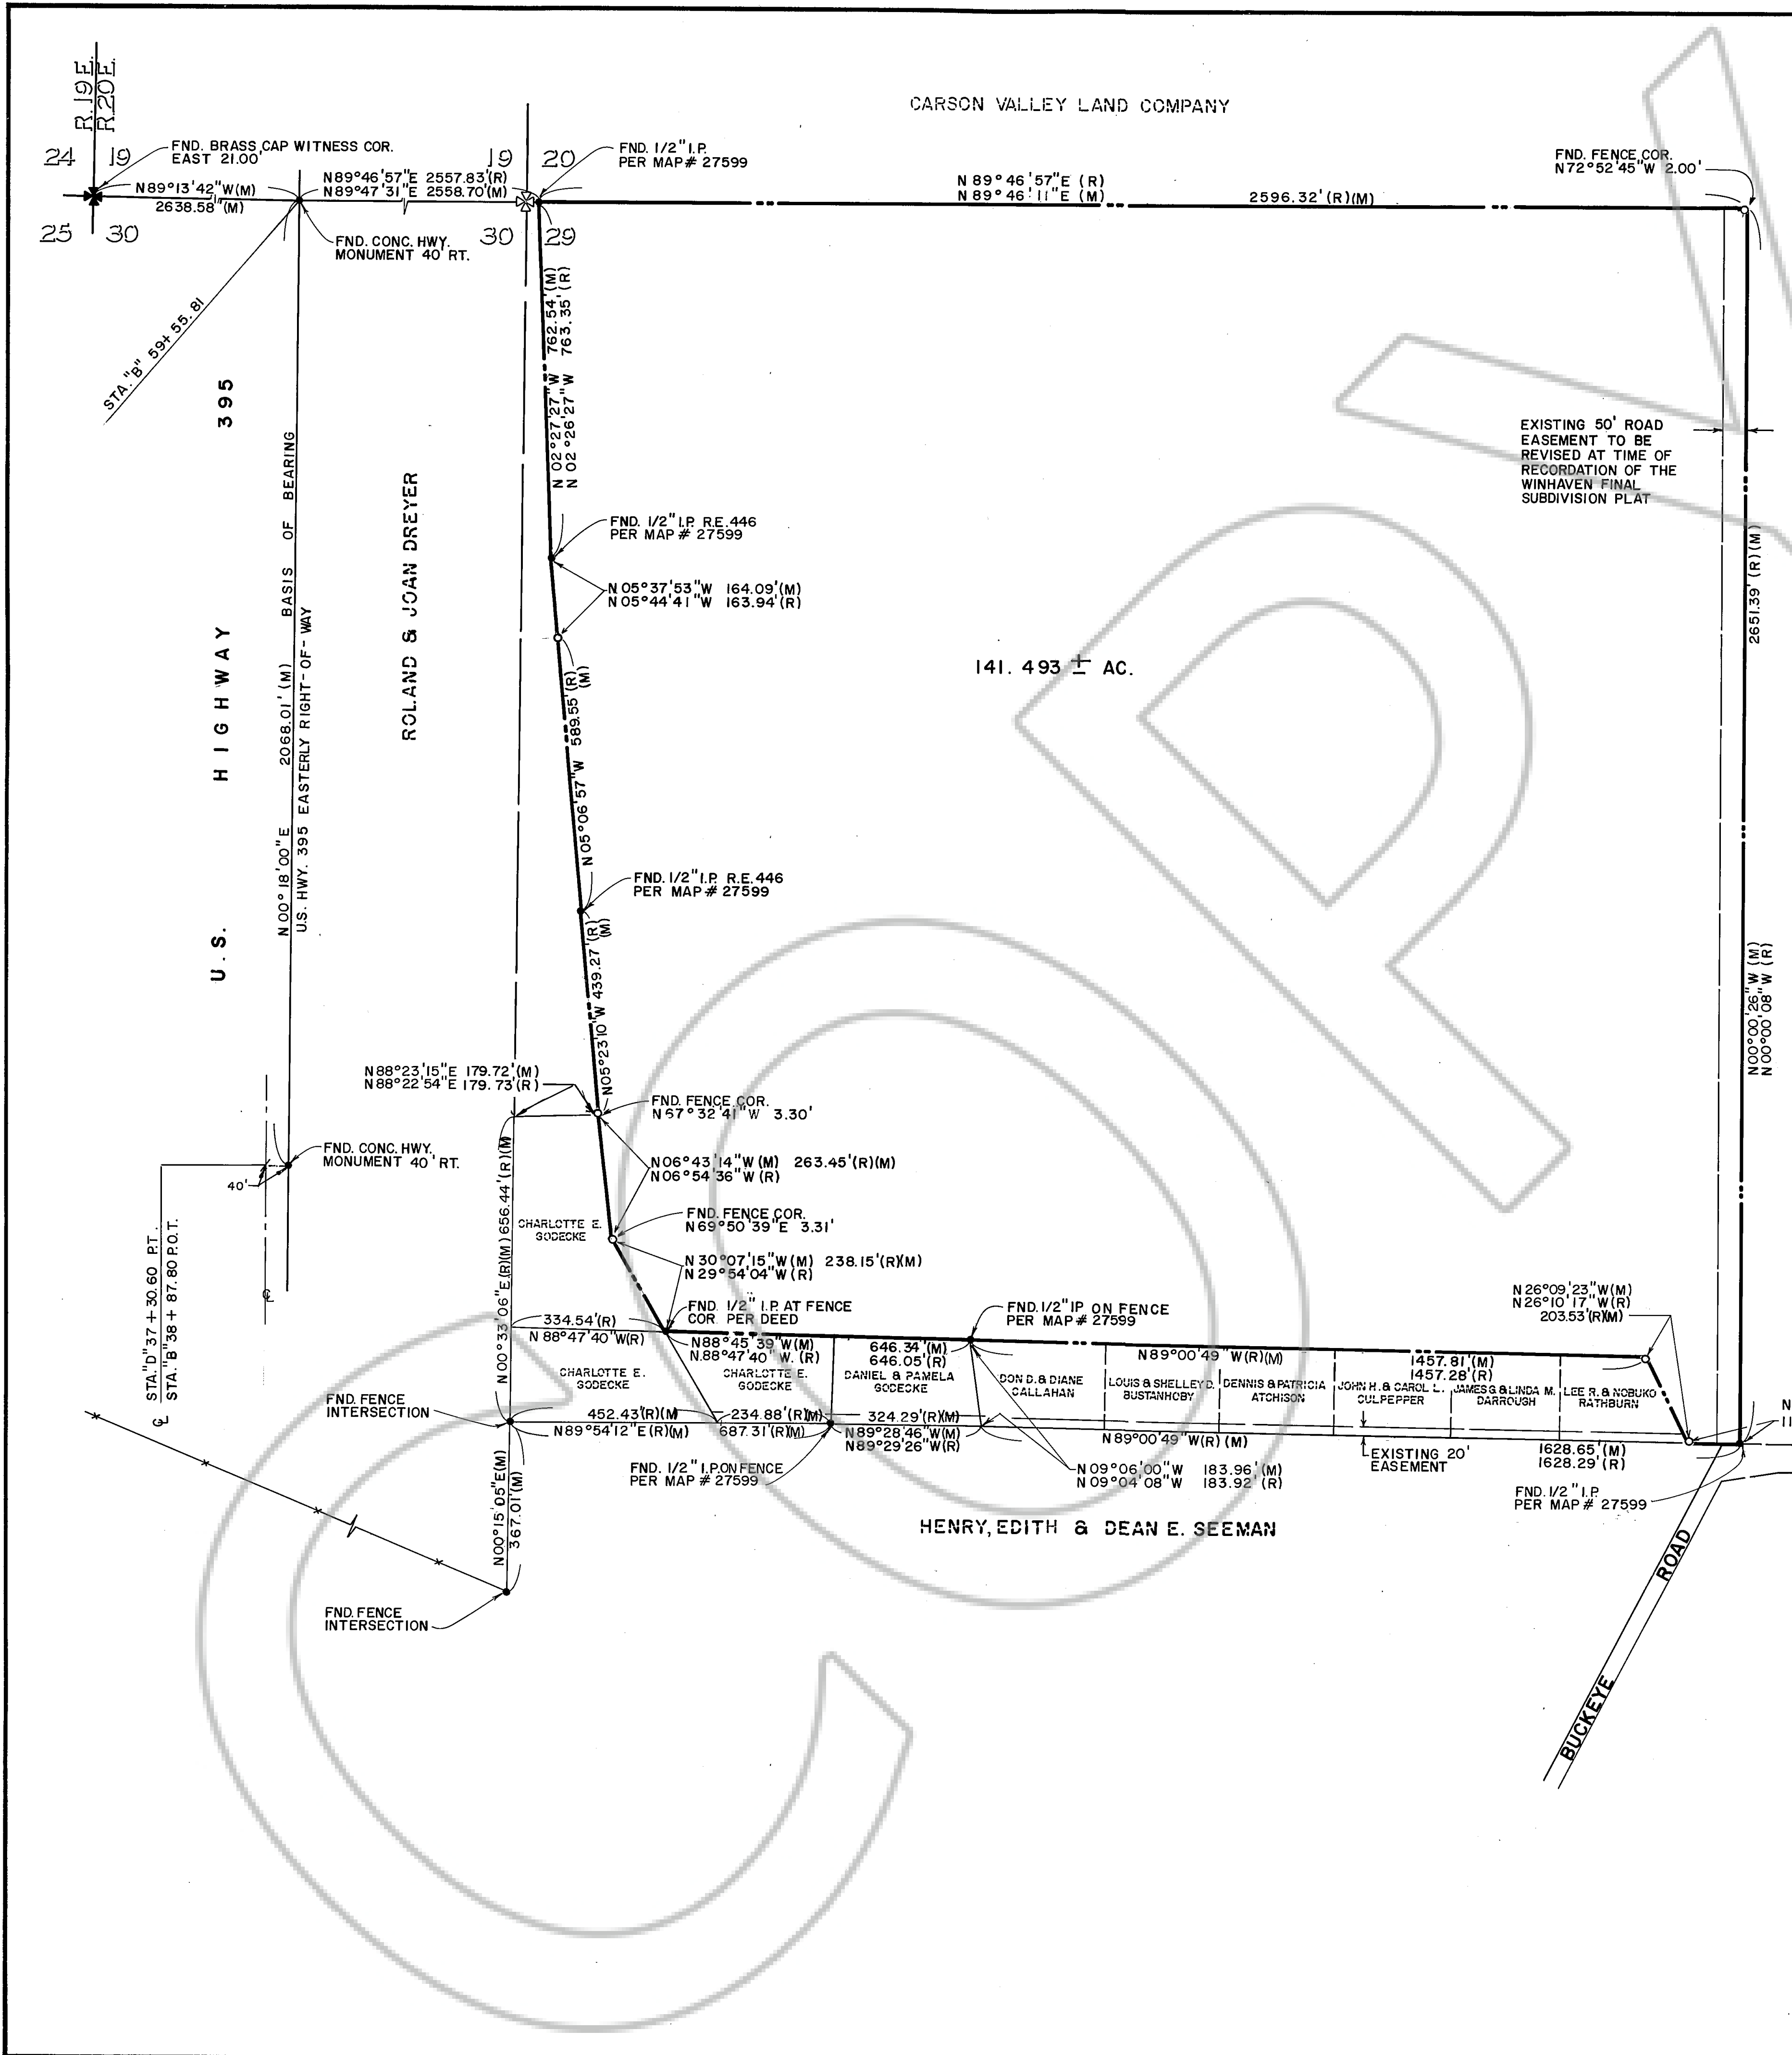 R.19E.
R.20E.
CARSON VALLEY LAND COMPANY
24
19
FND. BRASS CAP WITNESS COR.
EAST 21.00'
19
20
FND. 1/2" I.P.
PER MAP # 27599
FND. FENCE COR.
N72°52'45"W 2.00'
N89°13'42"W(M)
2638.58' (M)
N89°46'57"E 2557.83'(R)
N89°47'31"E 2558.70'(M)
N 89°46'57"E (R)
N 89°46'11"E (M)
2596.32' (R)(M)
25
30
FND. CONC. HWY.
MONUMENT 40' RT.
30
29
STA. "B" 59+55.81
N 02°27'27"W 762.54'(M)
N 02°26'27"W 763.35'(R)
U.S. HIGHWAY 395
N 00°18'00"E 2068.01' (M) BASIS OF BEARING
U.S. HWY. 395 EASTERLY RIGHT-OF-WAY
ROLAND & JOAN DREYER
EXISTING 50' ROAD
EASEMENT TO BE
REVISED AT TIME OF
RECORDATION OF THE
WINHAVEN FINAL
SUBDIVISION PLAT
FND. 1/2" I.P. R.E. 446
PER MAP # 27599
N 05°37'53"W 164.09'(M)
N 05°44'41"W 163.94'(R)
2651.39' (R)(M)
141.493 ± AC.
N 05°06'57"W 589.55'(R)
(M)
FND. 1/2" I.P. R.E. 446
PER MAP # 27599
N05°23'10"W 439.27'(R)
(M)
N00°00'26"W (M)
N00°00'08"W (R)
N88°23'15"E 179.72'(M)
N88°22'54"E 179.73'(R)
FND. FENCE COR.
N 67°32'41"W 3.30'
FND. CONC. HWY.
MONUMENT 40' RT.
40'
N06°43'14"W (M) 263.45'(R)(M)
N06°54'36"W (R)
N00°33'06"E(R)(M) 656.44'(R)(M)
CHARLOTTE E.
GODECKE
FND. FENCE COR.
N69°50'39"E 3.31'
STA."D"37 + 30.60 P.T.
STA."B"38 + 87.80 P.O.T.
N 30°07'15"W (M) 238.15'(R)(M)
N 29°54'04"W (R)
N 26°09'23"W(M)
N 26°10'17"W(R)
203.53'(R)(M)
334.54'(R)
N 88°47'40"W(R)
FND. 1/2" I.P. AT FENCE
COR. PER DEED
FND. 1/2" I.P. ON FENCE
PER MAP # 27599
N88°45'39"W(M)
N.88°47'40"W. (R)
646.34'(M)
646.05'(R)
N89°00'49"W(R)(M)
1457.81'(M)
1457.28'(R)
CHARLOTTE E.
GODECKE
CHARLOTTE E.
GODECKE
DANIEL & PAMELA
GODECKE
DON D. & DIANE
CALLAHAN
LOUIS & SHELLEY D.
BUSTANHOBY
DENNIS & PATRICIA
ATCHISON
JOHN H. & CAROL L.
CULPEPPER
JAMES G & LINDA M.
DARROUGH
LEE R. & NOBUKO
RATHBURN
FND. FENCE
INTERSECTION
452.43'(R)(M)
N89°54'12"E(R)(M)
234.88'(R)(M)
687.31'(R)(M)
324.29'(R)(M)
N89°28'46"W(M)
N89°29'26"W(R)
N89°00'49"W(R)(M)
EXISTING 20'
EASEMENT
1628.65'(M)
1628.29'(R)
N
11
FND. 1/2" I.P. ON FENCE
PER MAP # 27599
N 09°06'00"W 183.96'(M)
N 09°04'08"W 183.92'(R)
FND. 1/2" I.P.
PER MAP # 27599
N00°15'05"E(M)
367.01'(M)
HENRY, EDITH & DEAN E. SEEMAN
FND. FENCE
INTERSECTION
BUCKEYE ROAD
COPY